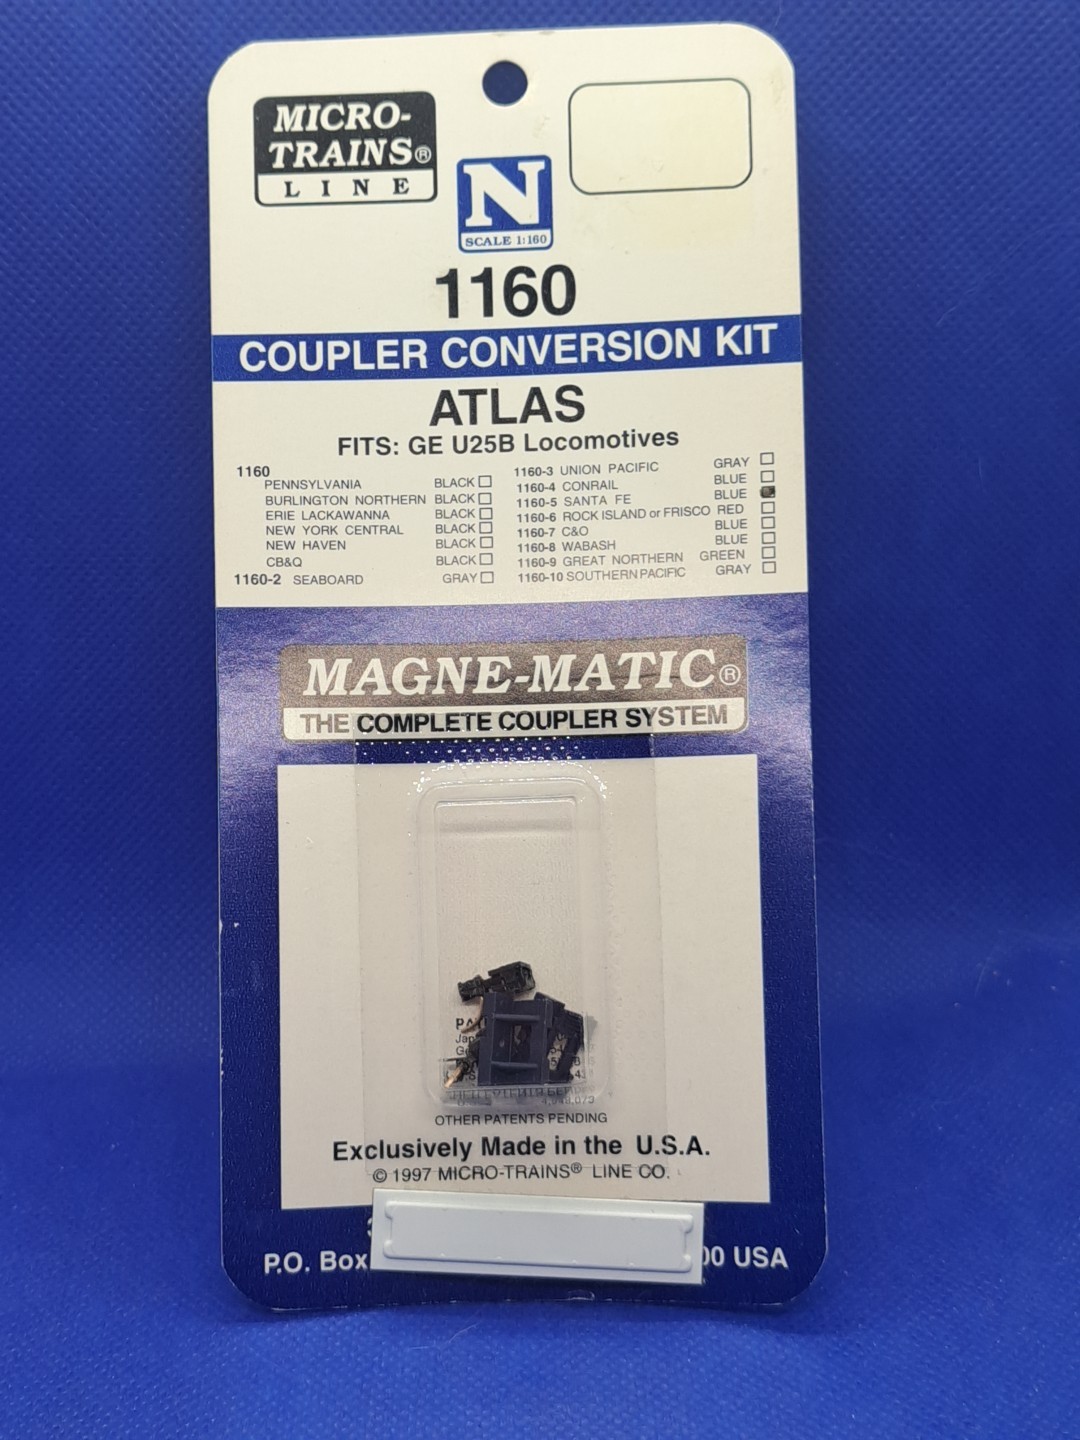 MICRO-
TRAINS®
LINE
N
SCALE 1:160
1160
COUPLER CONVERSION KIT
ATLAS
FITS: GE U25B Locomotives
1160
PENNSYLVANIA BLACK
BURLINGTON NORTHERN BLACK
ERIE LACKAWANNA BLACK
NEW YORK CENTRAL BLACK
NEW HAVEN BLACK
CB&Q BLACK
1160-2 SEABOARD GRAY
1160-3 UNION PACIFIC GRAY
1160-4 CONRAIL BLUE
1160-5 SANTA FE BLUE
1160-6 ROCK ISLAND or FRISCO RED
1160-7 C&O BLUE
1160-8 WABASH BLUE
1160-9 GREAT NORTHERN GREEN
1160-10 SOUTHERN PACIFIC GRAY
MAGNE-MATIC®
THE COMPLETE COUPLER SYSTEM
OTHER PATENTS PENDING
Exclusively Made in the U.S.A.
© 1997 MICRO-TRAINS® LINE CO.
P.O. Box 00 USA